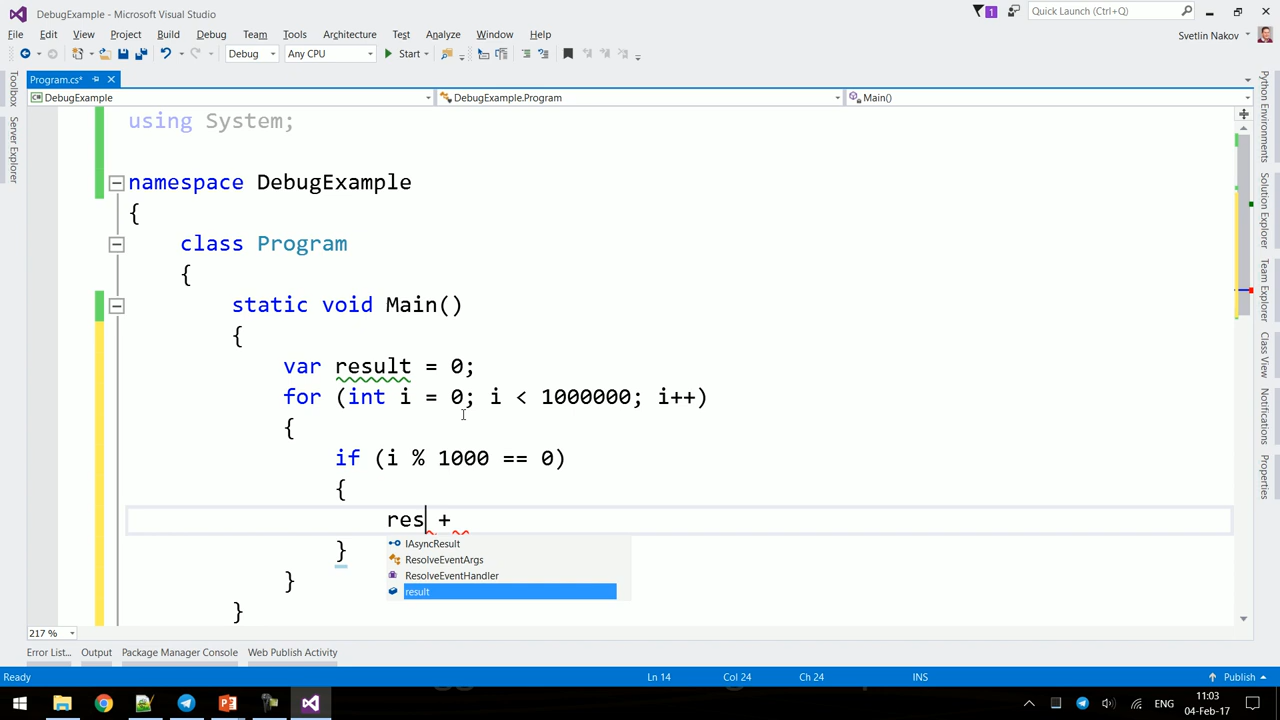 DebugExample - Microsoft Visual Studio
1
Quick Launch (Ctrl+Q)
File Edit View Project Build Debug Team Tools Architecture Test Analyze Window Help
Svetlin Nakov
Debug Any CPU Start
Program.cs*
DebugExample DebugExample.Program Main()
Toolbox
Server Explorer
using System;
namespace DebugExample
{
class Program
{
static void Main()
{
var result = 0;
for (int i = 0; i < 1000000; i++)
{
if (i % 1000 == 0)
{
res +
}
IAsyncResult
ResolveEventArgs
ResolveEventHandler
result
}
}
Python Environments
Solution Explorer
Team Explorer
Class View
Notifications
Properties
217 %
Error List... Output Package Manager Console Web Publish Activity
Ready Ln 14 Col 24 Ch 24 INS Publish
ENG
11:03
04-Feb-17